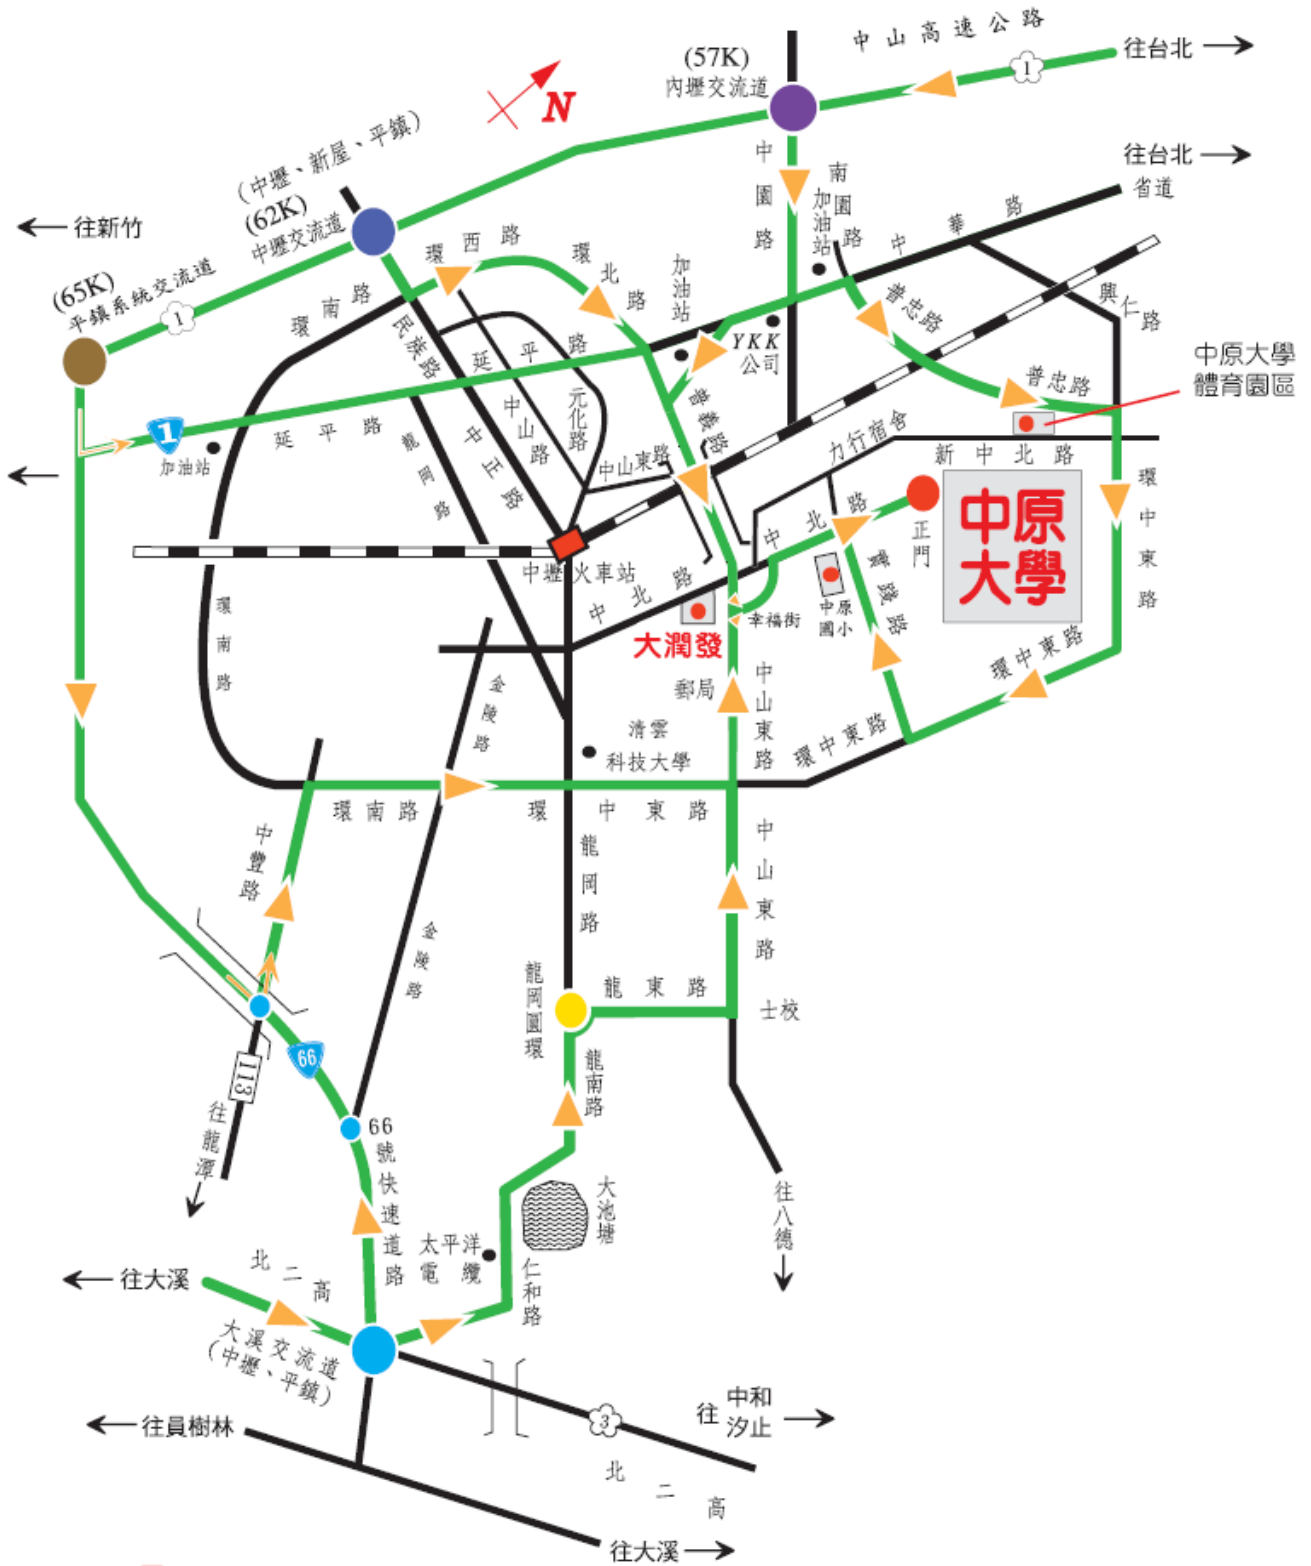 中山高速公路
1
往台北
(57K)
內壢交流道
N
往台北
省道
(中壢、新屋、平鎮)
(62K)
中壢交流道
往新竹
(65K)
平鎮系統交流道
1
環西路
環北路
加油站
中園路
南園路
加油站
中華路
環南路
民族路
延平路
YKK
公司
普忠路
興仁路
中原大學
體育園區
普忠路
1
加油站
延平路
龍岡路
中正路
中山路
元化路
中山東路
普義路
力行宿舍
新中北路
中北路
正門
中原
大學
環中東路
中壢火車站
中北路
大潤發
幸福街
中原
國小
實踐路
環南路
金陵路
郵局
中山東路
環中東路
環中東路
清雲
科技大學
環南路
環中東路
中豐路
龍岡路
中山東路
金陵路
龍岡圓環
龍東路
士校
66
113
龍南路
往龍潭
66
號快速道路
大池塘
往八德
太平洋
電纜
仁和路
往大溪
北二高
大溪交流道
(中壢、平鎮)
往員樹林
3
往
中和
汐止
北二高
往大溪